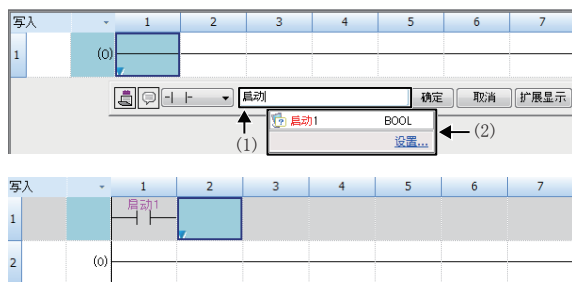 写入 1 2 3 4 5 6 7
1 (0)
启动 确定 取消 扩展显示
启动1 BOOL
(1) (2)
设置...
写入 1 2 3 4 5 6 7
启动1
1
2 (0)